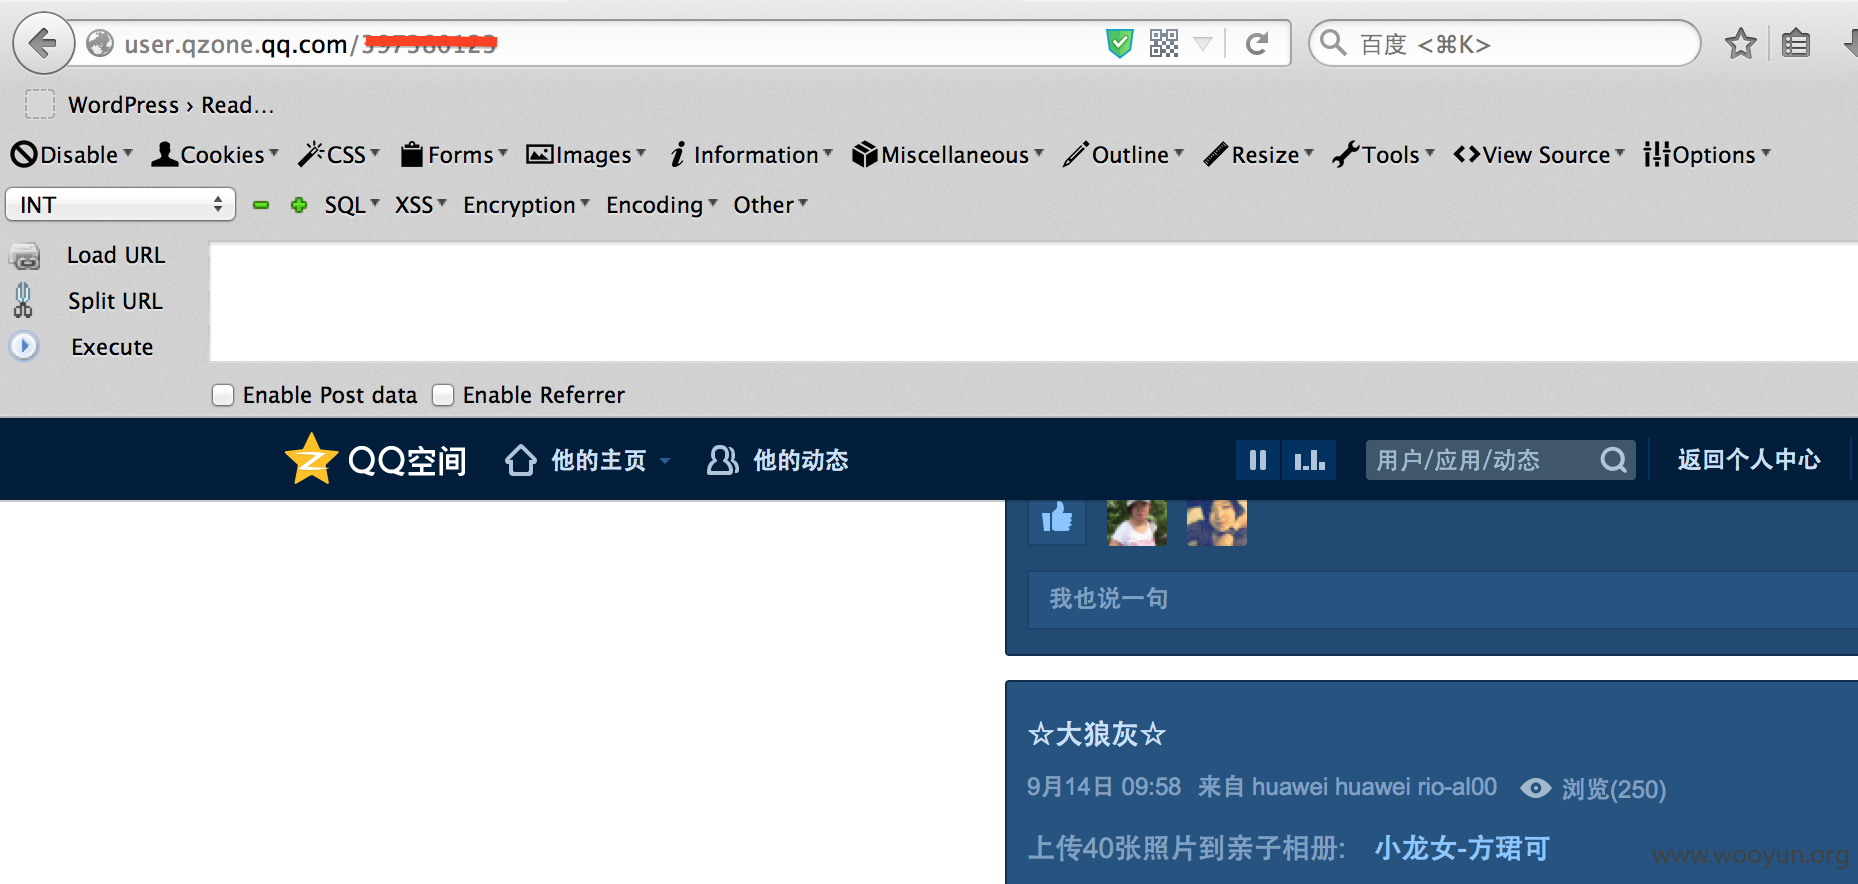 user.qzone.qq.com/
百度 <⌘K>
WordPress › Read...
Disable Cookies CSS Forms Images Information Miscellaneous Outline Resize Tools View Source Options
INT SQL XSS Encryption Encoding Other
Load URL
Split URL
Execute
Enable Post data Enable Referrer
QQ空间 他的主页 他的动态 用户/应用/动态 返回个人中心
我也说一句
☆大狼灰☆
9月14日 09:58 来自 huawei huawei rio-al00 浏览(250)
上传40张照片到亲子相册: 小龙女-方珺可
www.wooyun.org